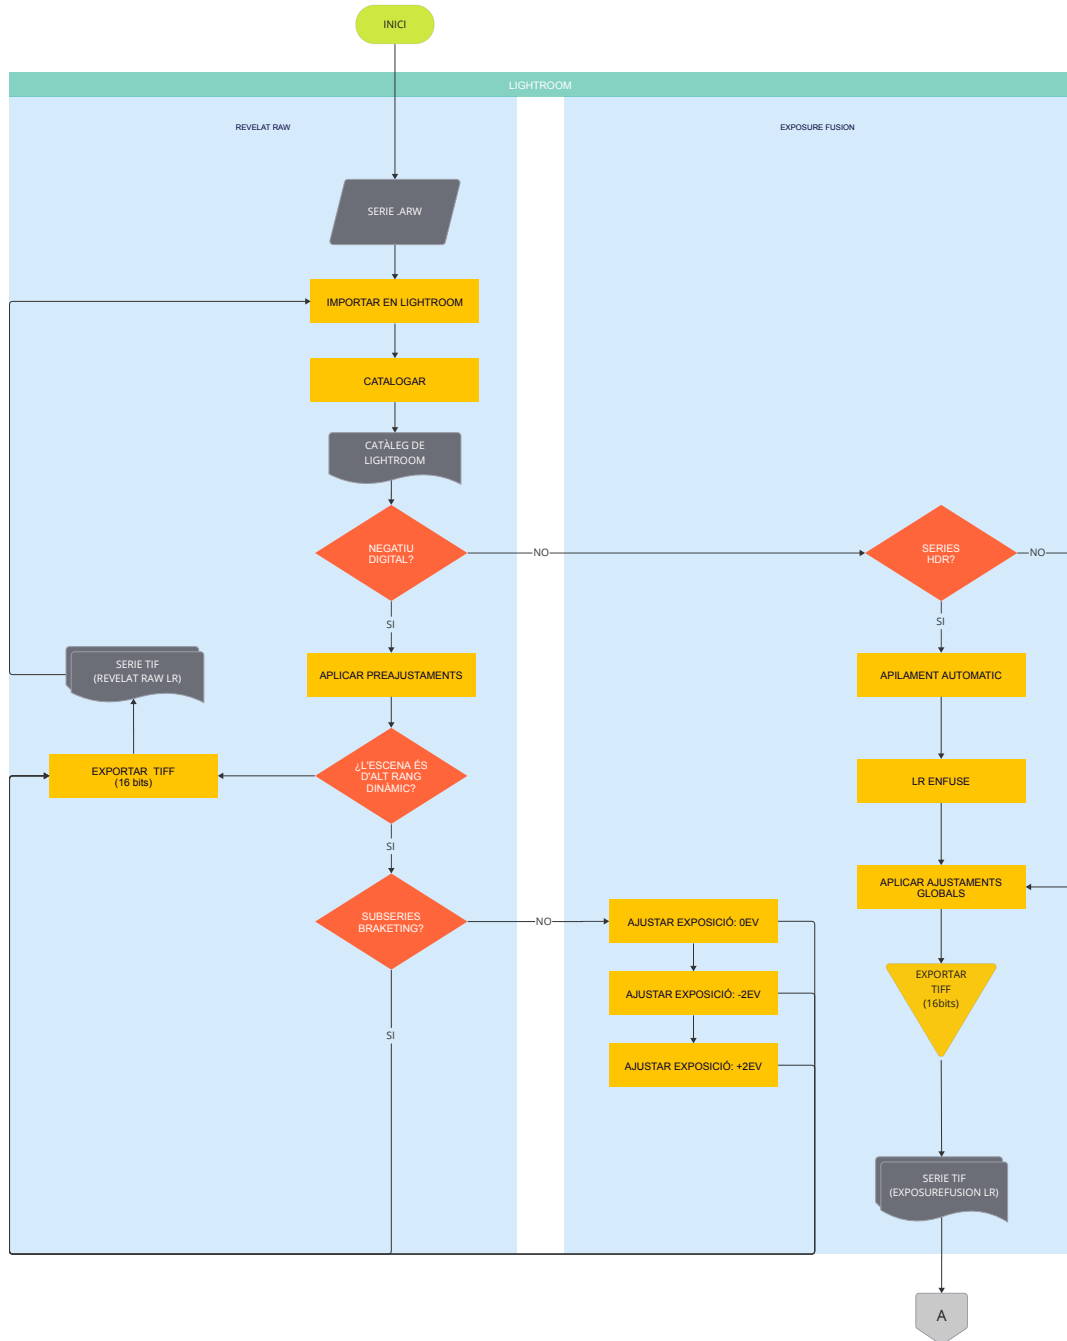 INICI
LIGHTROOM
REVELAT RAW
EXPOSURE FUSION
SERIE .ARW
IMPORTAR EN LIGHTROOM
CATALOGAR
CATÀLEG DE
LIGHTROOM
NEGATIU
DIGITAL?
NO
SERIES
HDR?
NO
SI
SI
SERIE TIF
(REVELAT RAW LR)
APLICAR PREAJUSTAMENTS
APILAMENT AUTOMATIC
¿L'ESCENA ÉS
D'ALT RANG
DINÀMIC?
EXPORTAR TIFF
(16 bits)
LR ENFUSE
SI
APLICAR AJUSTAMENTS
GLOBALS
SUBSERIES
BRAKETING?
NO
AJUSTAR EXPOSICIÓ: 0EV
AJUSTAR EXPOSICIÓ: -2EV
AJUSTAR EXPOSICIÓ: +2EV
EXPORTAR
TIFF
(16bits)
SI
SERIE TIF
(EXPOSUREFUSION LR)
A